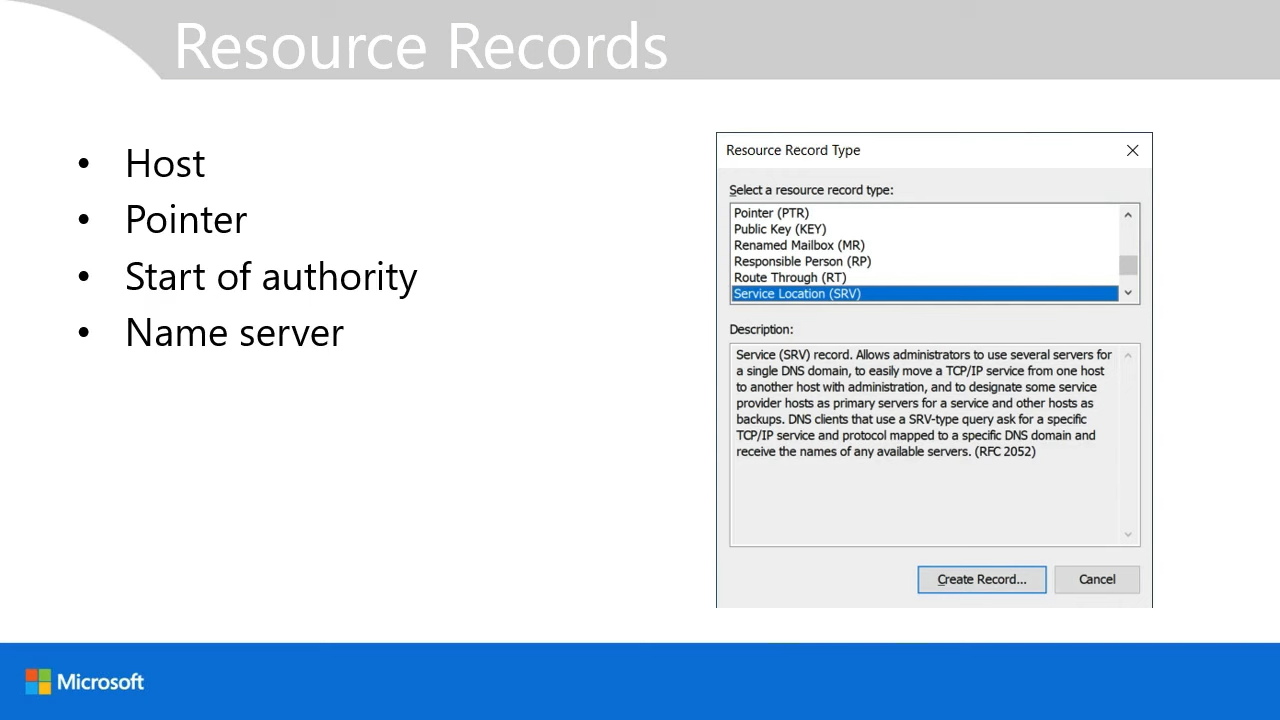 Resource Records
• Host
• Pointer
• Start of authority
• Name server
Resource Record Type
Select a resource record type:
Pointer (PTR)
Public Key (KEY)
Renamed Mailbox (MR)
Responsible Person (RP)
Route Through (RT)
Service Location (SRV)
Description:
Service (SRV) record. Allows administrators to use several servers for
a single DNS domain, to easily move a TCP/IP service from one host
to another host with administration, and to designate some service
provider hosts as primary servers for a service and other hosts as
backups. DNS clients that use a SRV-type query ask for a specific
TCP/IP service and protocol mapped to a specific DNS domain and
receive the names of any available servers. (RFC 2052)
Create Record...
Cancel
Microsoft